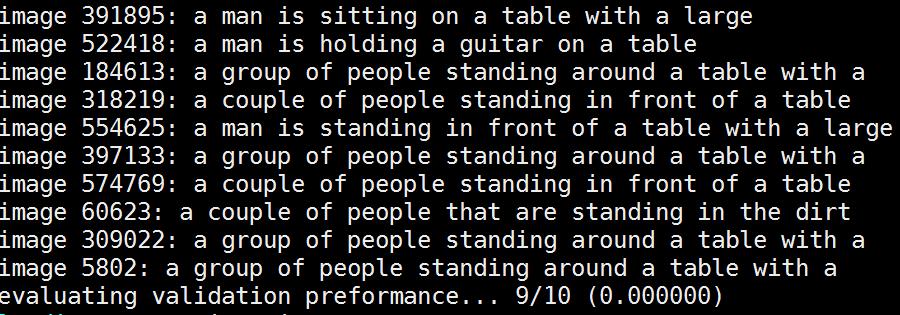 image 391895: a man is sitting on a table with a large
image 522418: a man is holding a guitar on a table
image 184613: a group of people standing around a table with a
image 318219: a couple of people standing in front of a table
image 554625: a man is standing in front of a table with a large
image 397133: a group of people standing around a table with a
image 574769: a couple of people standing in front of a table
image 60623: a couple of people that are standing in the dirt
image 309022: a group of people standing around a table with a
image 5802: a group of people standing around a table with a
evaluating validation preformance... 9/10 (0.000000)